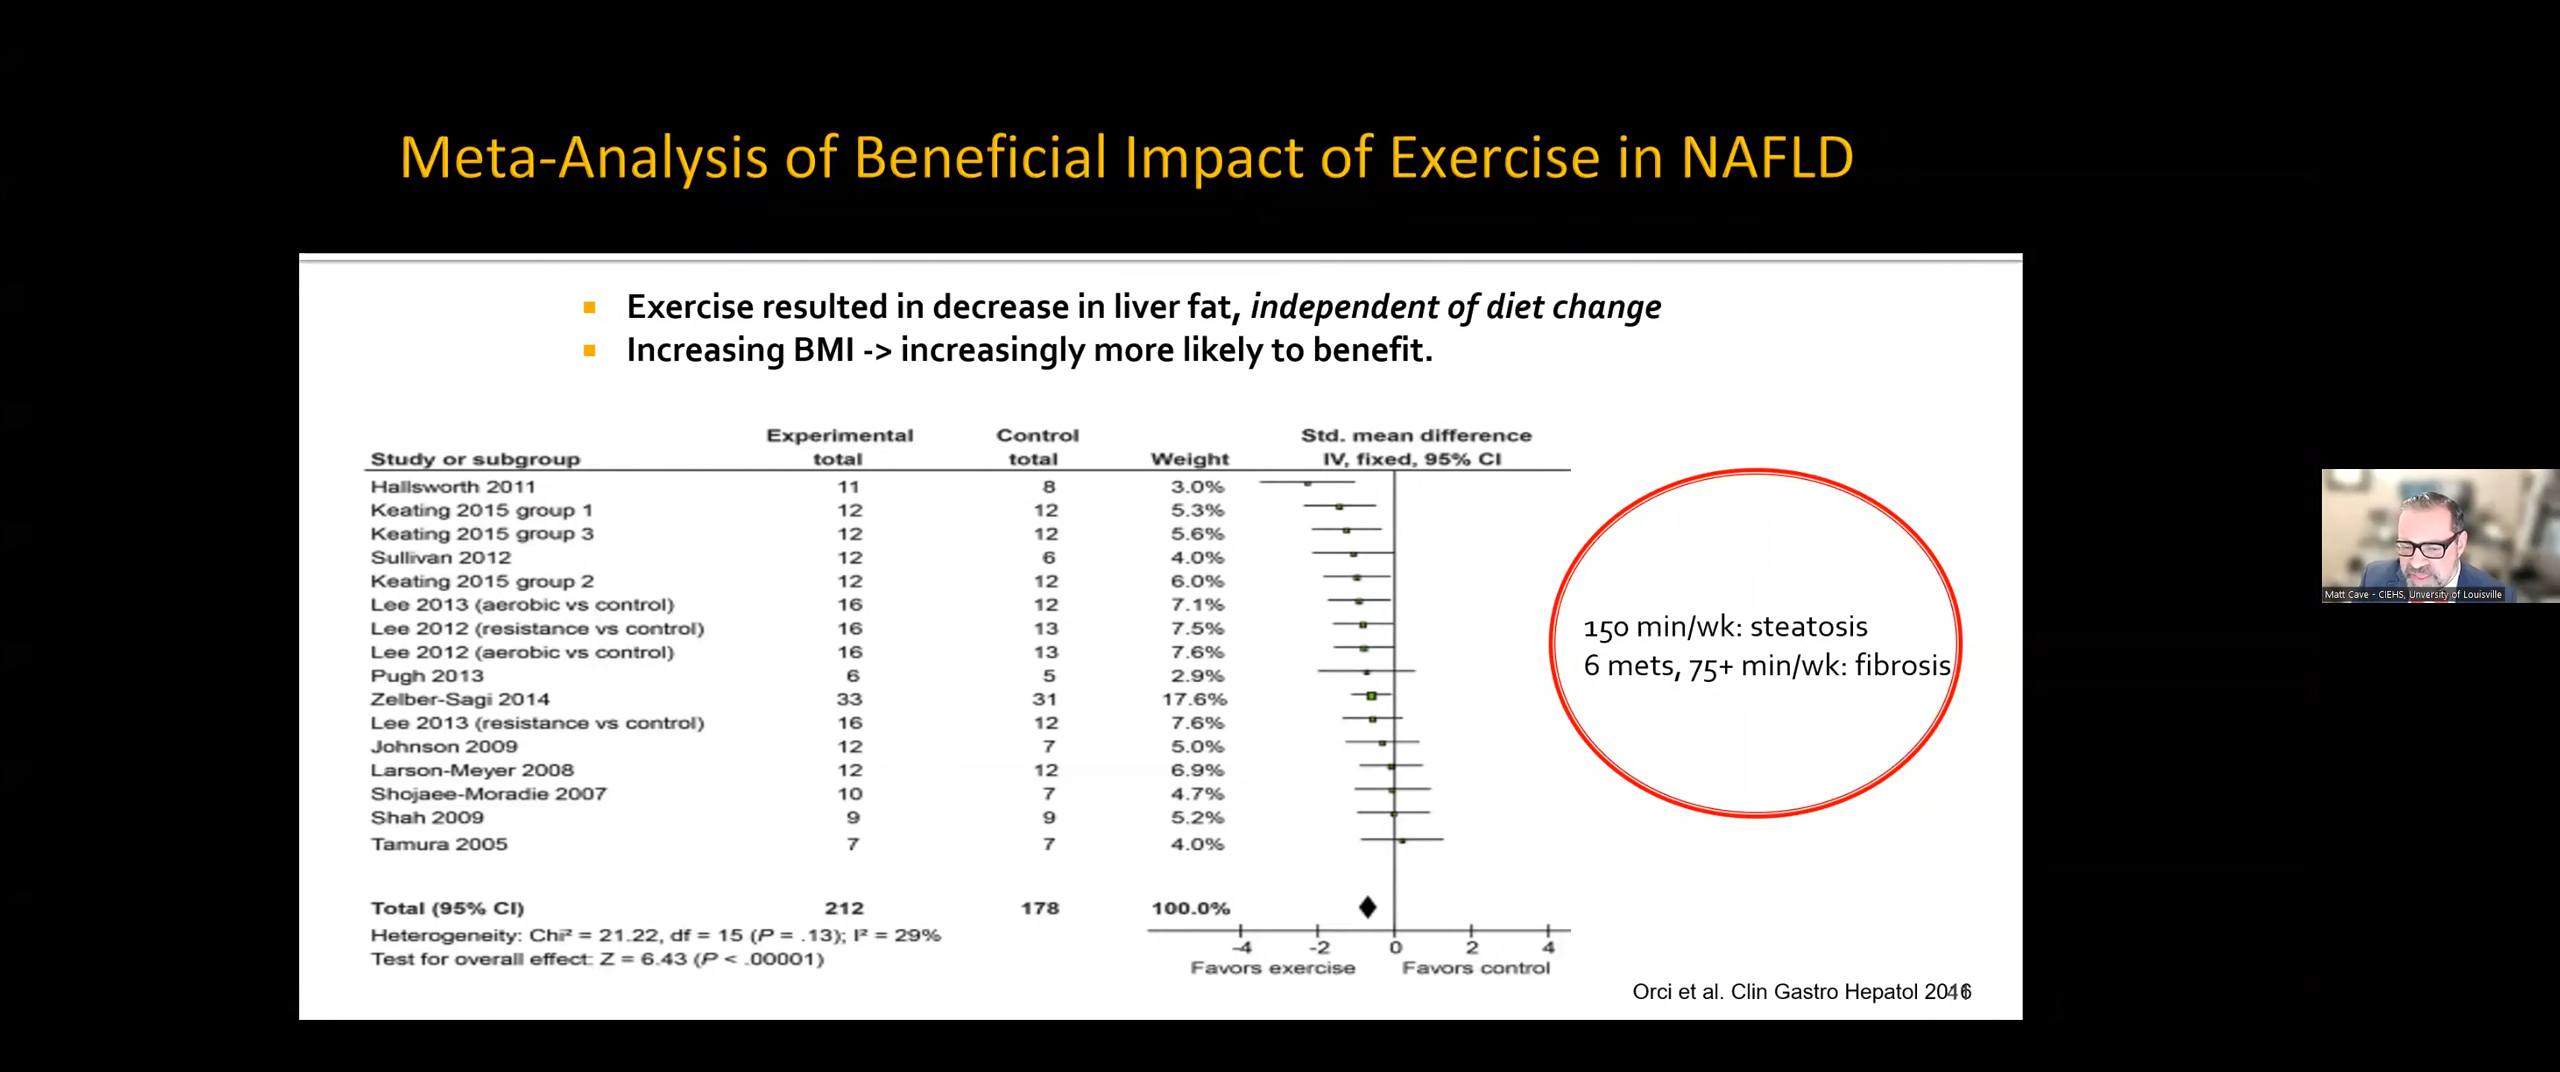 Meta-Analysis of Beneficial Impact of Exercise in NAFLD
Exercise resulted in decrease in liver fat, independent of diet change
Increasing BMI -> increasingly more likely to benefit.
Experimental Control Std. mean difference
Study or subgroup total total Weight IV, fixed, 95% CI
Hallsworth 2011 11 8 3.0%
Keating 2015 group 1 12 12 5.3%
Keating 2015 group 3 12 12 5.6%
Sullivan 2012 12 6 4.0%
Keating 2015 group 2 12 12 6.0%
Lee 2013 (aerobic vs control) 16 12 7.1%
Lee 2012 (resistance vs control) 16 13 7.5%
Lee 2012 (aerobic vs control) 16 13 7.6%
Pugh 2013 6 5 2.9%
Zelber-Sagi 2014 33 31 17.6%
Lee 2013 (resistance vs control) 16 12 7.6%
Johnson 2009 12 7 5.0%
Larson-Meyer 2008 12 12 6.9%
Shojaee-Moradie 2007 10 7 4.7%
Shah 2009 9 9 5.2%
Tamura 2005 7 7 4.0%
Total (95% CI) 212 178 100.0%
Heterogeneity: Chi² = 21.22, df = 15 (P = .13); I² = 29%
Test for overall effect: Z = 6.43 (P < .00001)
-4 -2 0 2 4
Favors exercise Favors control
150 min/wk: steatosis
6 mets, 75+ min/wk: fibrosis
Orci et al. Clin Gastro Hepatol
Matt Cave - CIEHS, Unversity of Louisville